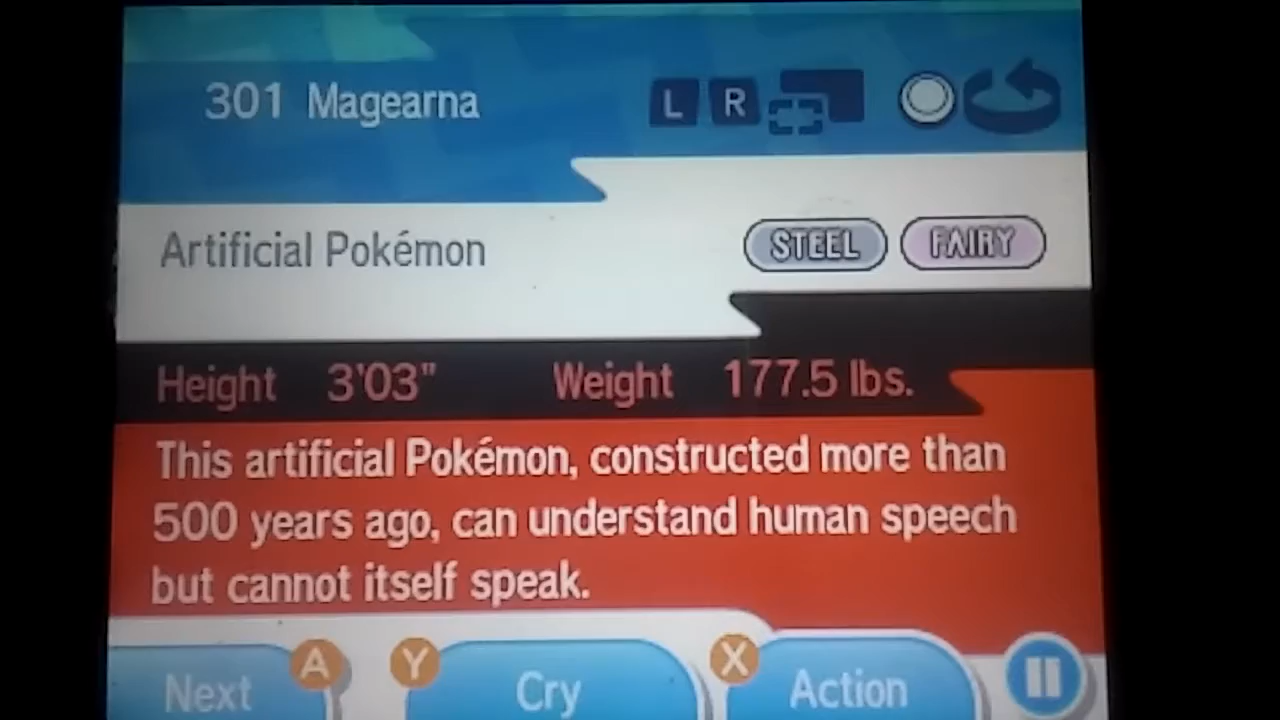 301 Magearna L R
Artificial Pokémon STEEL FAIRY
Height 3'03" Weight 177.5 lbs.
This artificial Pokémon, constructed more than
500 years ago, can understand human speech
but cannot itself speak.
Next A Y Cry X Action